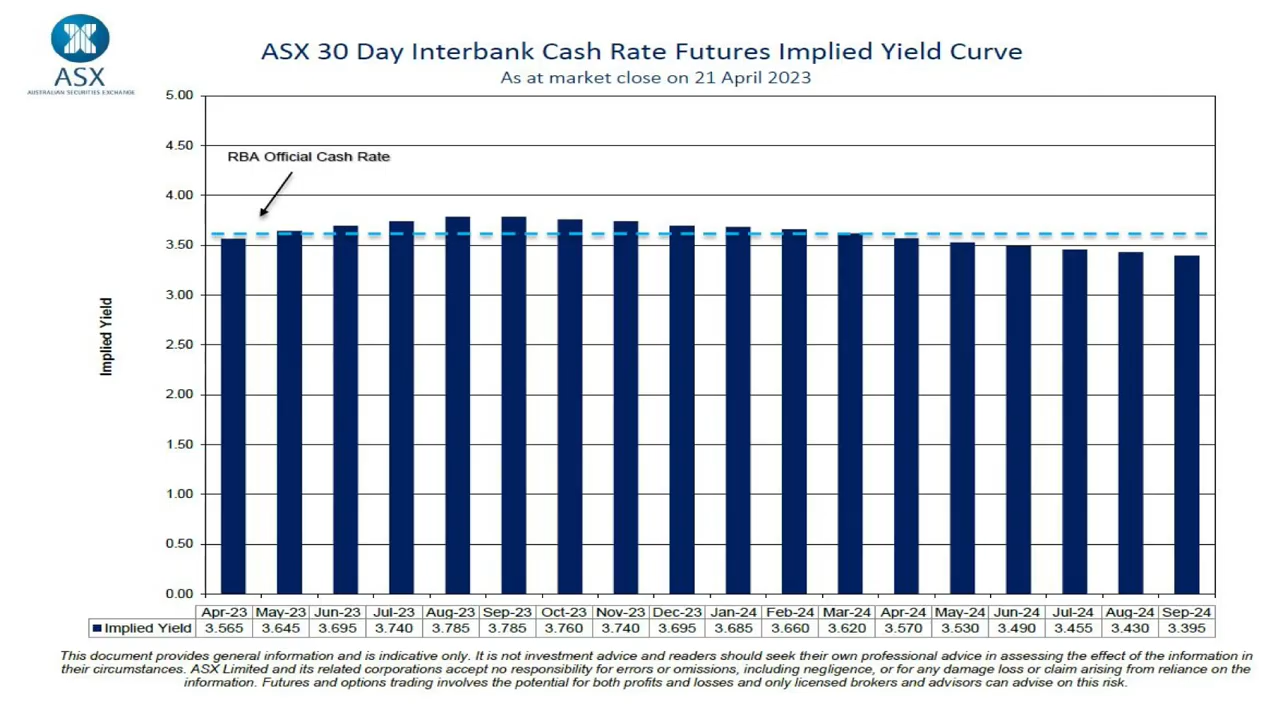 ASX
AUSTRALIAN SECURITIES EXCHANGE
ASX 30 Day Interbank Cash Rate Futures Implied Yield Curve
As at market close on 21 April 2023
5.00
4.50
4.00
3.50
3.00
2.50
2.00
1.50
1.00
0.50
0.00
Implied Yield
RBA Official Cash Rate
Apr-23 May-23 Jun-23 Jul-23 Aug-23 Sep-23 Oct-23 Nov-23 Dec-23 Jan-24 Feb-24 Mar-24 Apr-24 May-24 Jun-24 Jul-24 Aug-24 Sep-24
Implied Yield 3.565 3.645 3.695 3.740 3.785 3.785 3.760 3.740 3.695 3.685 3.660 3.620 3.570 3.530 3.490 3.455 3.430 3.395
This document provides general information and is indicative only. It is not investment advice and readers should seek their own professional advice in assessing the effect of the information in
their circumstances. ASX Limited and its related corporations accept no responsibility for errors or omissions, including negligence, or for any damage loss or claim arising from reliance on the
information. Futures and options trading involves the potential for both profits and losses and only licensed brokers and advisors can advise on this risk.